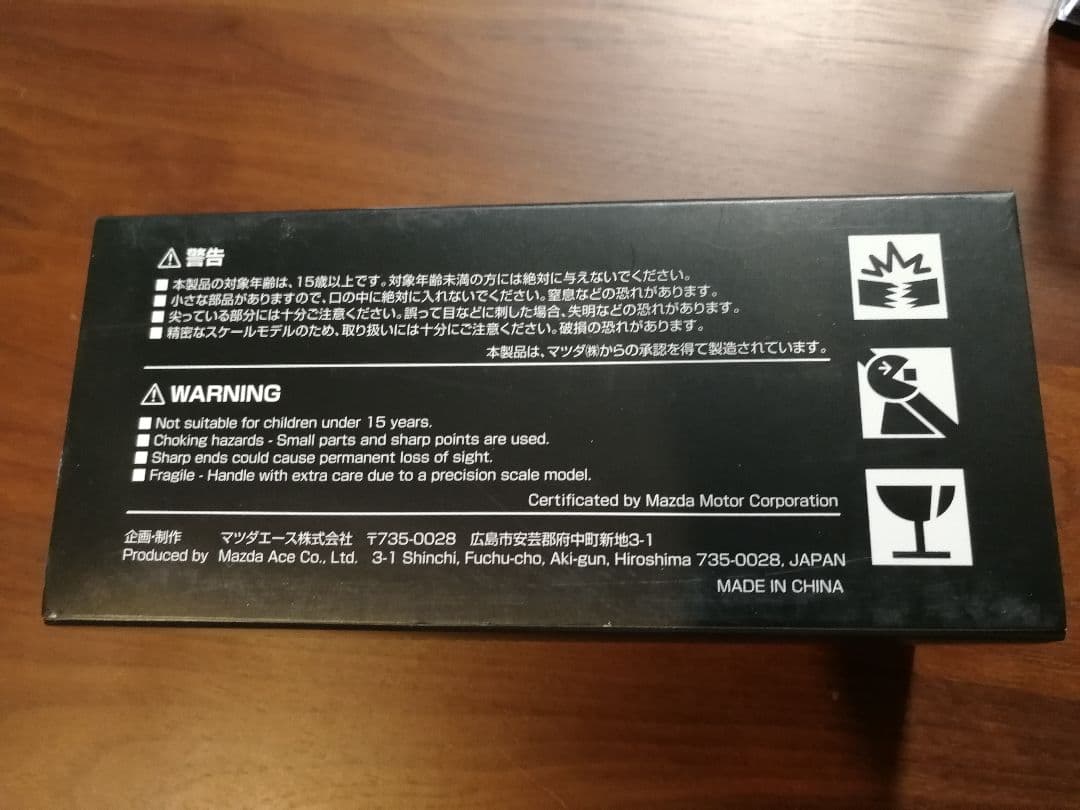 ⚠警告
■ 本製品の対象年齢は、15歳以上です。対象年齢未満の方には絶対に与えないでください。
■ 小さな部品がありますので、口の中に絶対に入れないでください。窒息などの恐れがあります。
■ 尖っている部分には十分ご注意ください。誤って目などに刺した場合、失明などの恐れがあります。
■ 精密なスケールモデルのため、取り扱いには十分にご注意ください。破損の恐れがあります。
本製品は、マツダ㈱からの承認を得て製造されています。
⚠WARNING
■ Not suitable for children under 15 years.
■ Choking hazards - Small parts and sharp points are used.
■ Sharp ends could cause permanent loss of sight.
■ Fragile - Handle with extra care due to a precision scale model.
Certificated by Mazda Motor Corporation
企画・制作 マツダエース株式会社 〒735-0028 広島市安芸郡府中町新地3-1
Produced by Mazda Ace Co., Ltd. 3-1 Shinchi, Fuchu-cho, Aki-gun, Hiroshima 735-0028, JAPAN
MADE IN CHINA